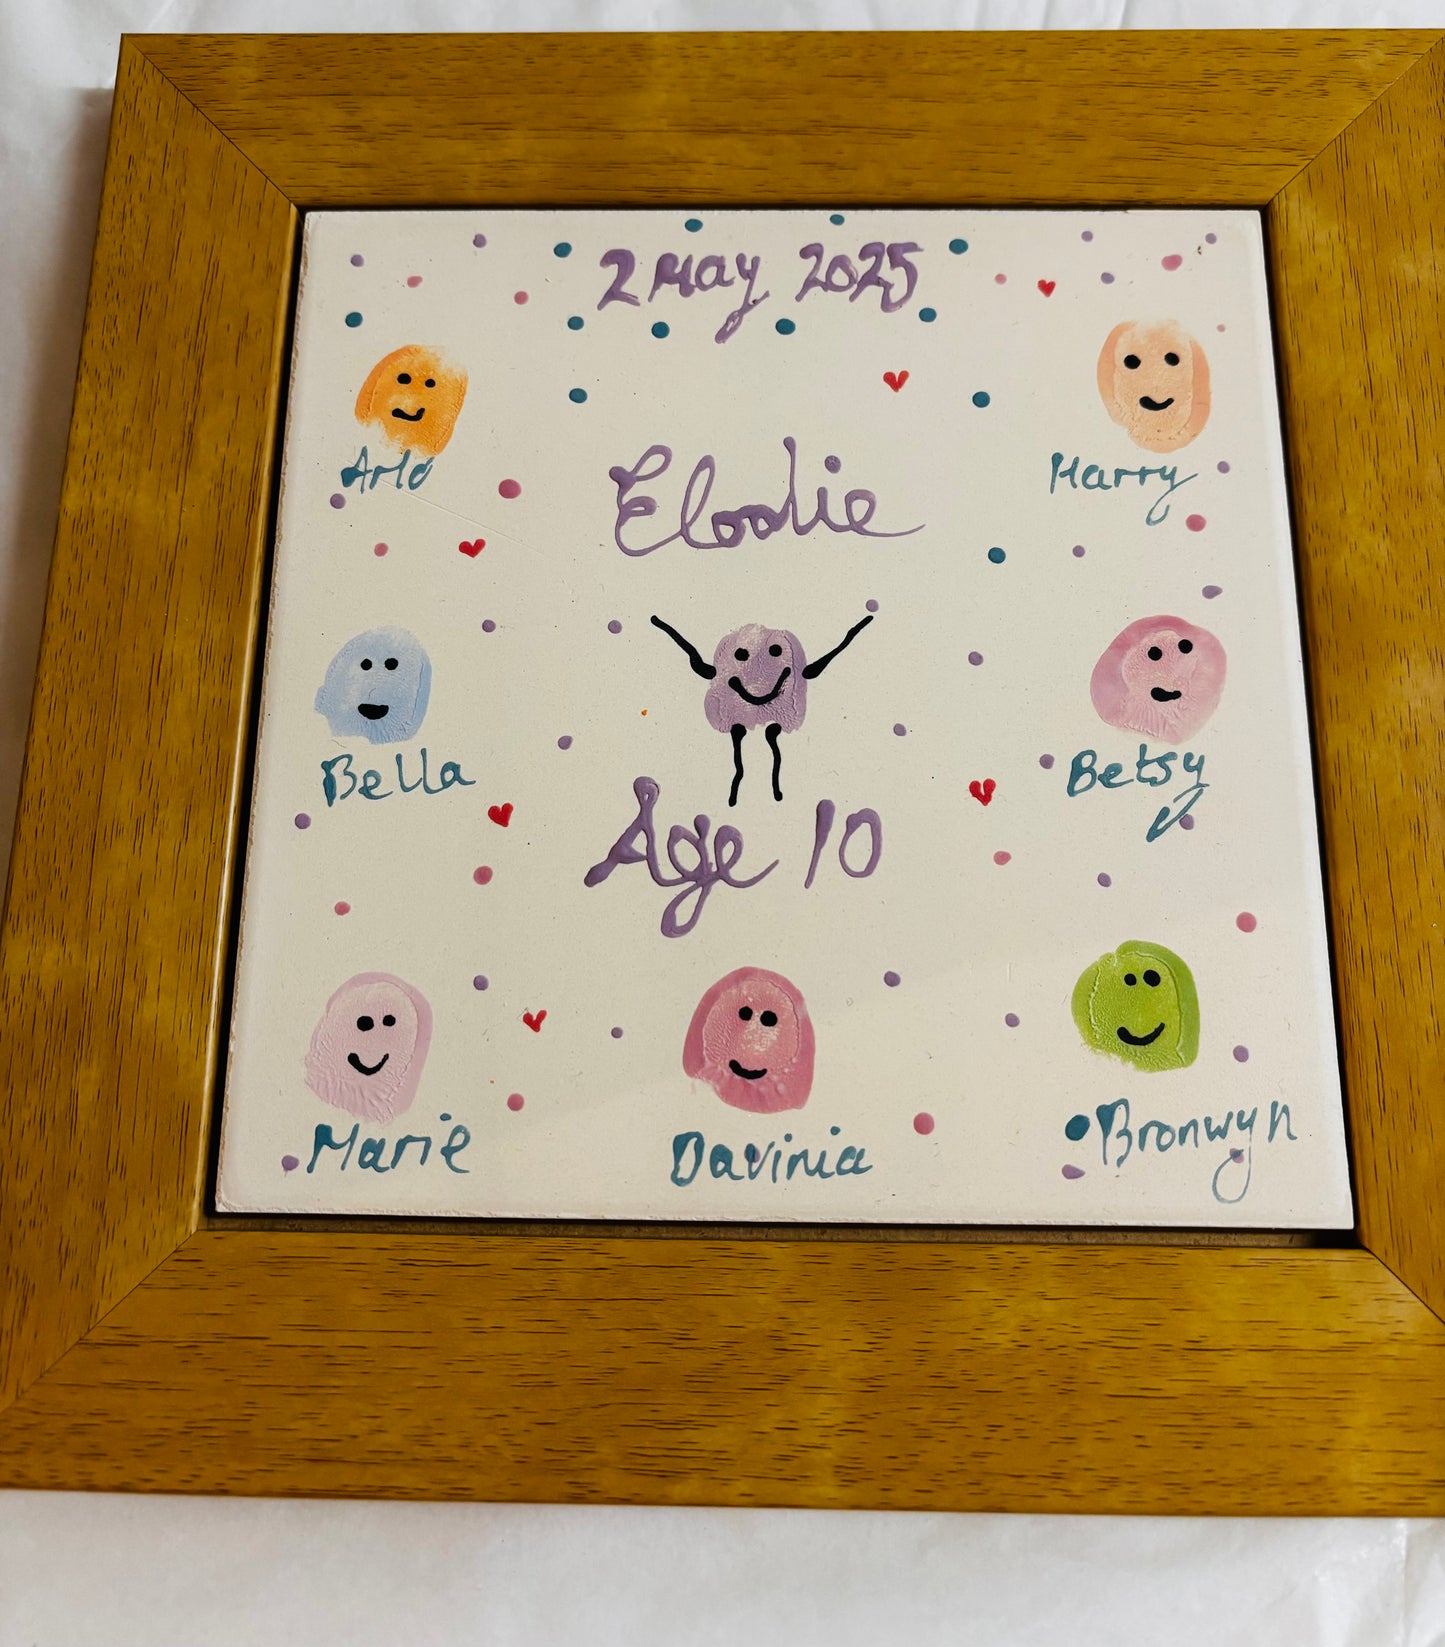 2 May 2025
Arlo
Harry
Elodie
Bella
Betsy
Age 10
Marie
Davinia
Bronwyn